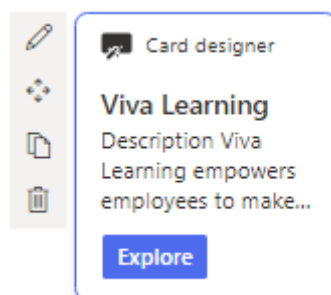 Card designer
Viva Learning
Description Viva
Learning empowers
employees to make...
Explore